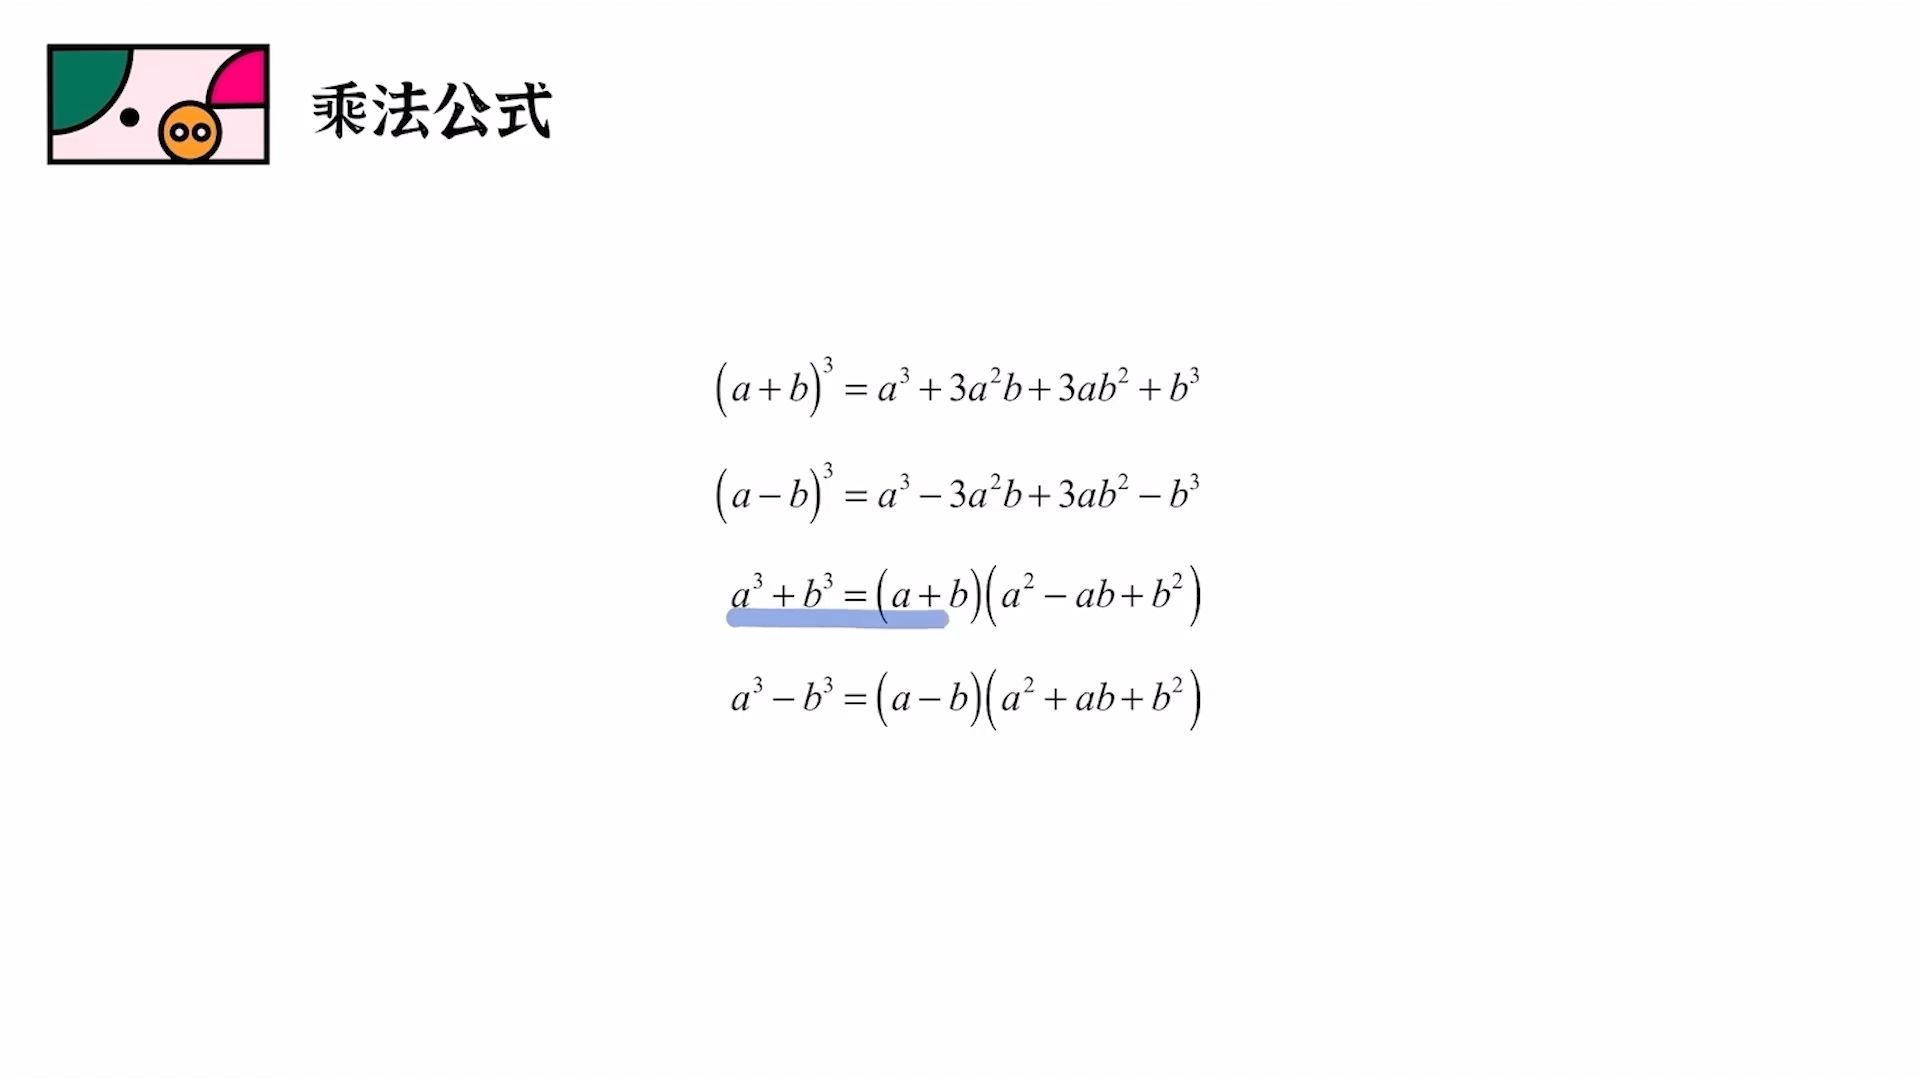 乘法公式
(a+b)³ = a³ + 3a²b + 3ab² + b³
(a−b)³ = a³ − 3a²b + 3ab² − b³
a³ + b³ = (a+b)(a² − ab + b²)
a³ − b³ = (a−b)(a² + ab + b²)